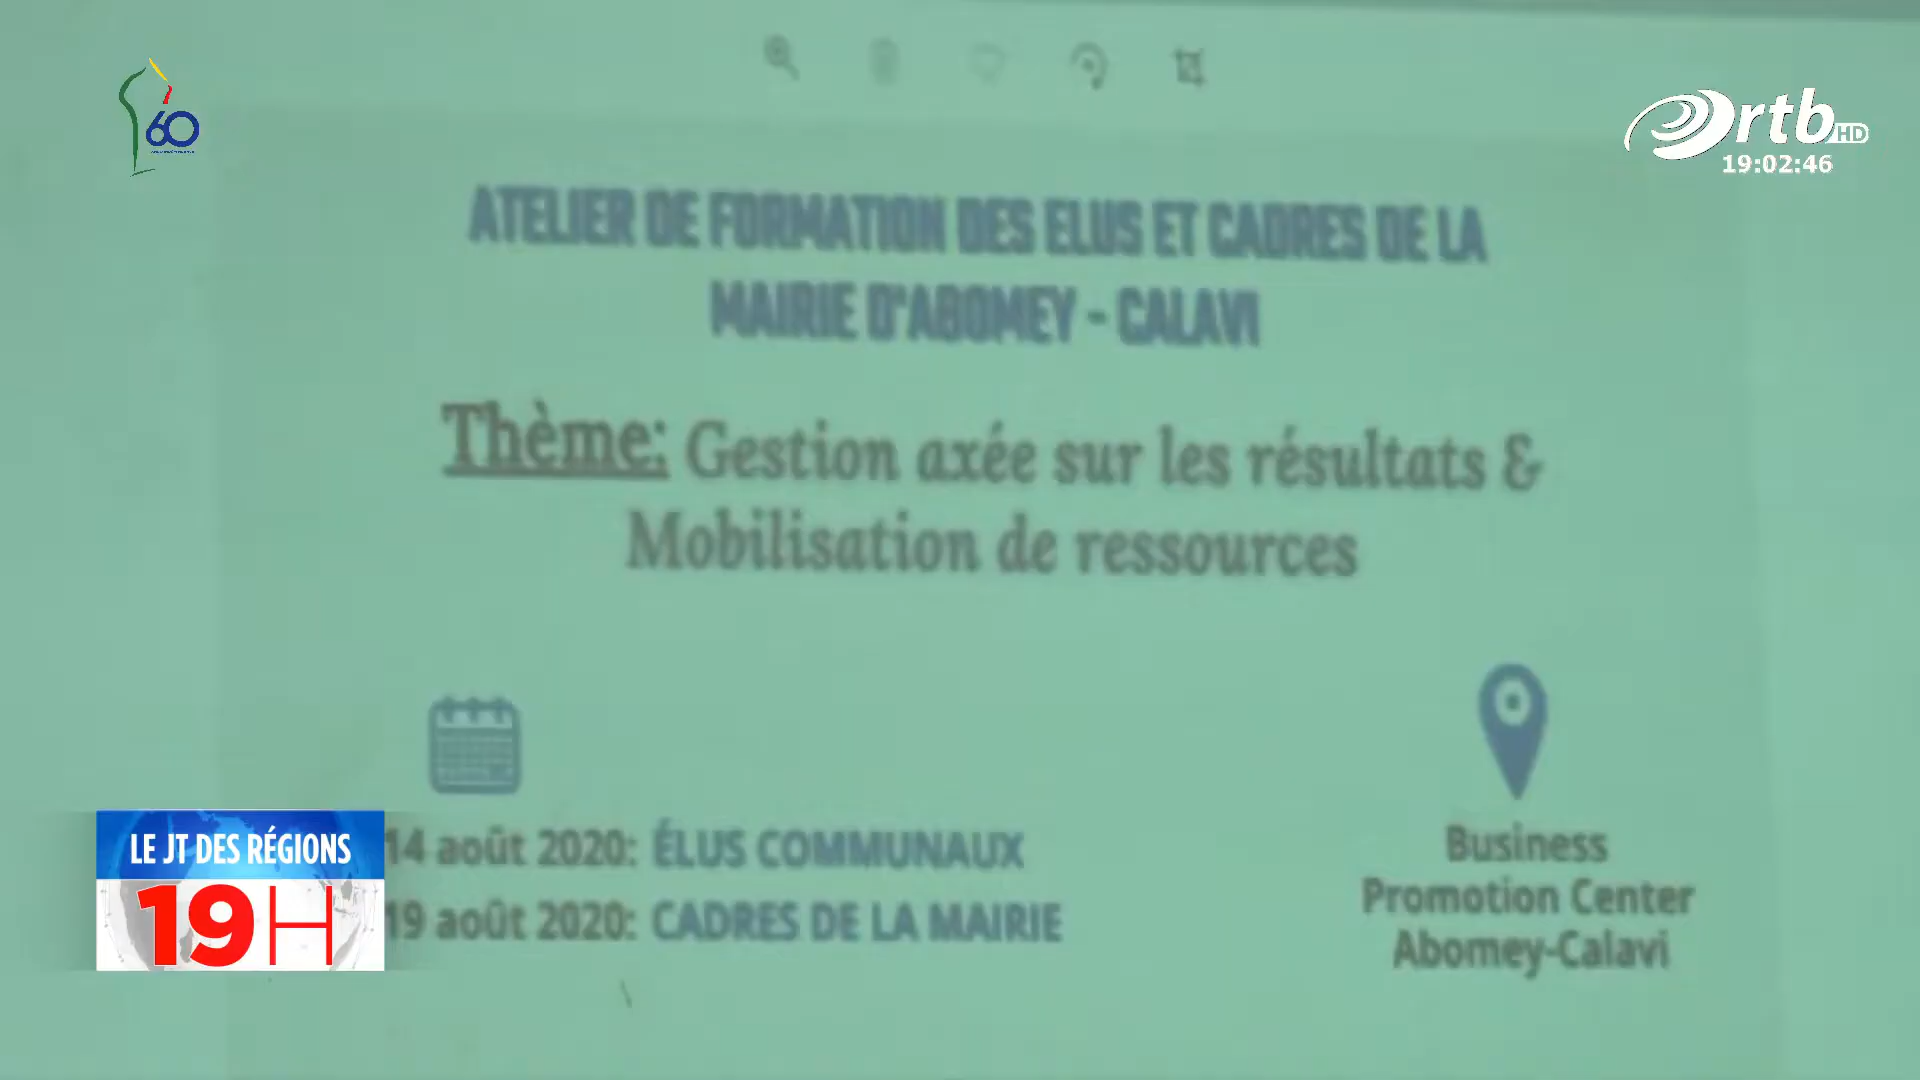 60
ortb HD
19:02:46
ATELIER DE FORMATION DES ELUS ET CADRES DE LA
MAIRIE D'ABOMEY - CALAVI
Thème: Gestion axée sur les résultats &
Mobilisation de ressources
14 août 2020: ÉLUS COMMUNAUX
19 août 2020: CADRES DE LA MAIRIE
Business
Promotion Center
Abomey-Calavi
LE JT DES RÉGIONS
19H